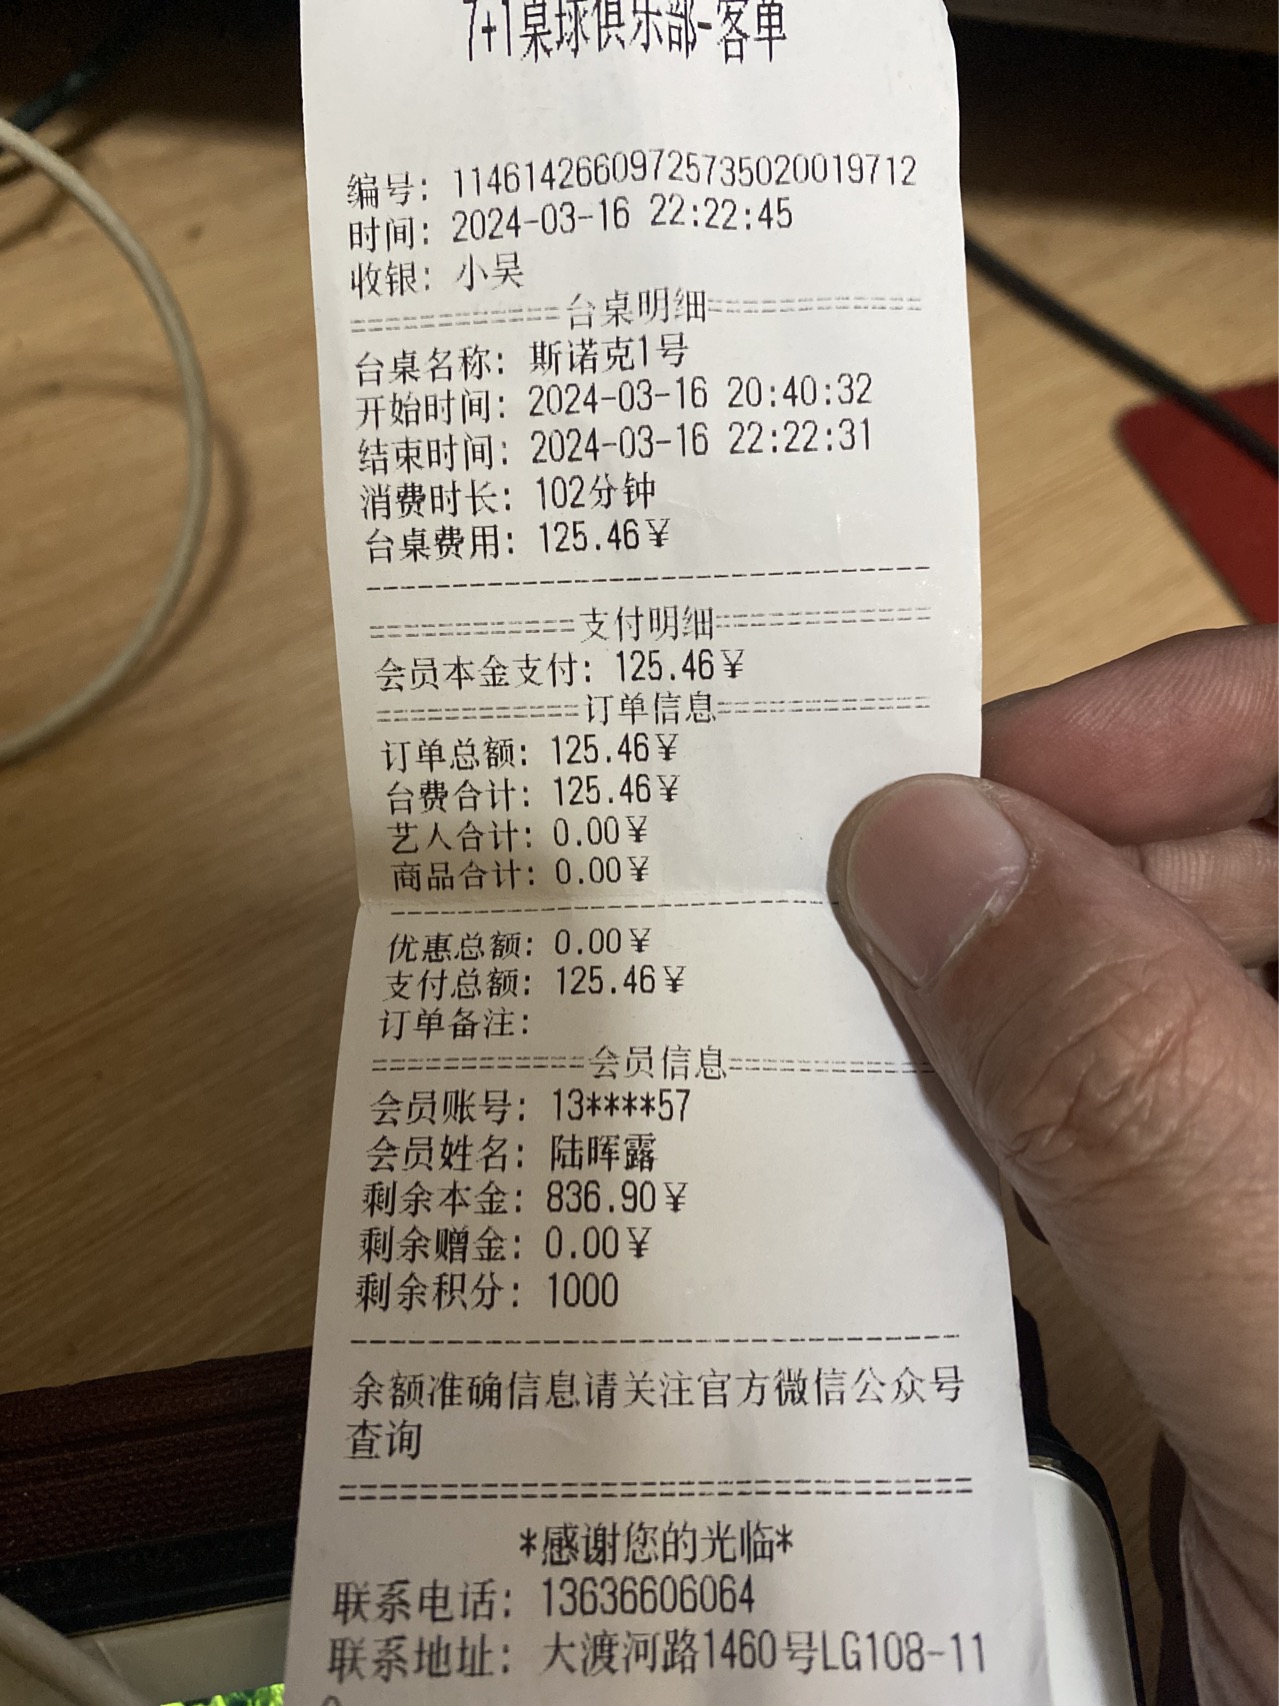 7+1桌球俱乐部-客单
编号: 1146142660972573502001​9712
时间: 2024-03-16 22:22:45
收银: 小吴
============台桌明细============
台桌名称: 斯诺克1号
开始时间: 2024-03-16 20:40:32
结束时间: 2024-03-16 22:22:31
消费时长: 102分钟
台桌费用: 125.46¥
--------------------------------
============支付明细============
会员本金支付: 125.46¥
============订单信息============
订单总额: 125.46¥
台费合计: 125.46¥
艺人合计: 0.00¥
商品合计: 0.00¥
--------------------------------
优惠总额: 0.00¥
支付总额: 125.46¥
订单备注:
============会员信息============
会员账号: 13****57
会员姓名: 陆晖露
剩余本金: 836.90¥
剩余赠金: 0.00¥
剩余积分: 1000
--------------------------------
余额准确信息请关注官方微信公众号
查询
================================
*感谢您的光临*
联系电话: 13636606064
联系地址: 大渡河路1460号LG108-11